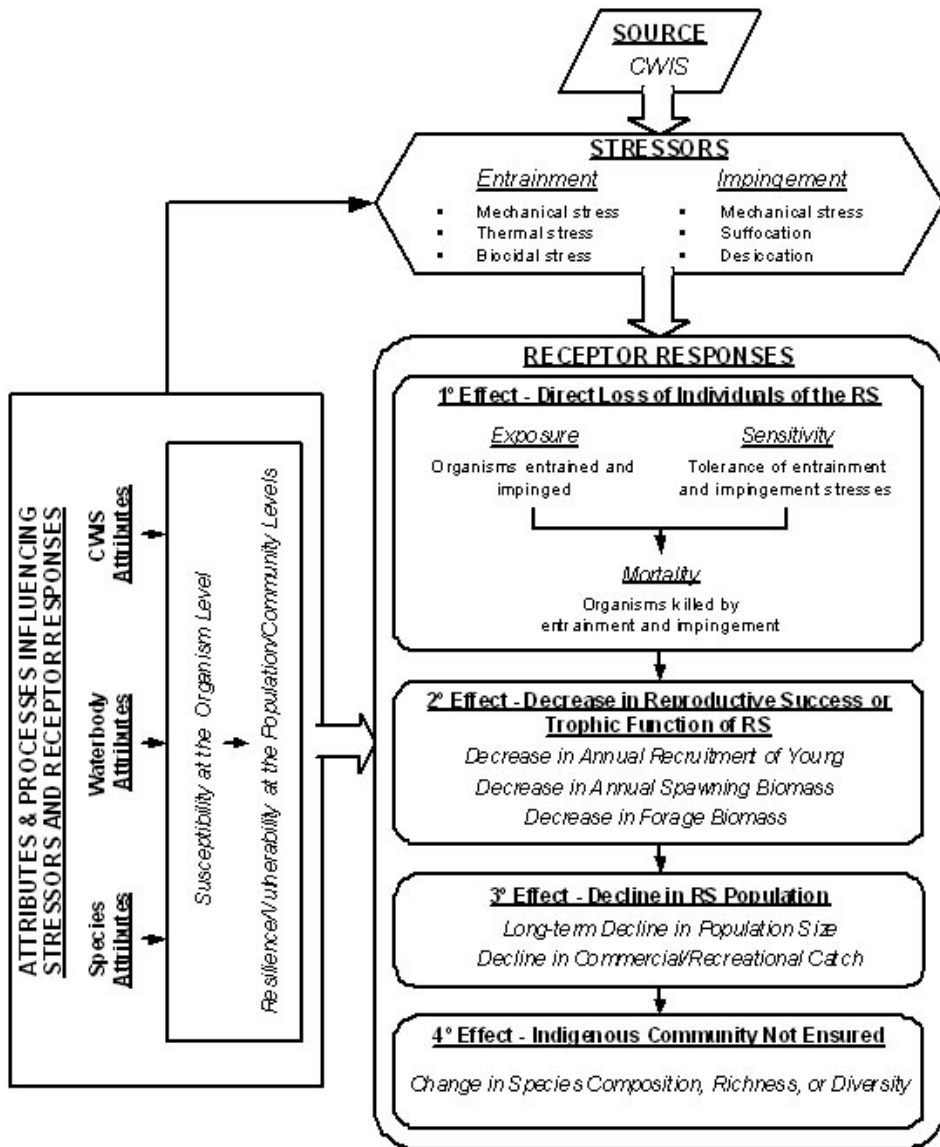 SOURCE
CWIS
STRESSORS
Entrainment
▪ Mechanical stress
▪ Thermal stress
▪ Biocidal stress
Impingement
▪ Mechanical stress
▪ Suffocation
▪ Desiccation
RECEPTOR RESPONSES
1º Effect - Direct Loss of Individuals of the RS
Exposure
Organisms entrained and
impinged
Sensitivity
Tolerance of entrainment
and impingement stresses
Mortality
Organisms killed by
entrainment and impingement
2º Effect - Decrease in Reproductive Success or
Trophic Function of RS
Decrease in Annual Recruitment of Young
Decrease in Annual Spawning Biomass
Decrease in Forage Biomass
3º Effect - Decline in RS Population
Long-term Decline in Population Size
Decline in Commercial/Recreational Catch
4º Effect - Indigenous Community Not Ensured
Change in Species Composition, Richness, or Diversity
ATTRIBUTES & PROCESSES INFLUENCING
STRESSORS AND RECEPTOR RESPONSES
CWIS
Attributes
Waterbody
Attributes
Species
Attributes
Susceptibility at the Organism Level
Resilience/Vulnerability at the Population/Community Levels